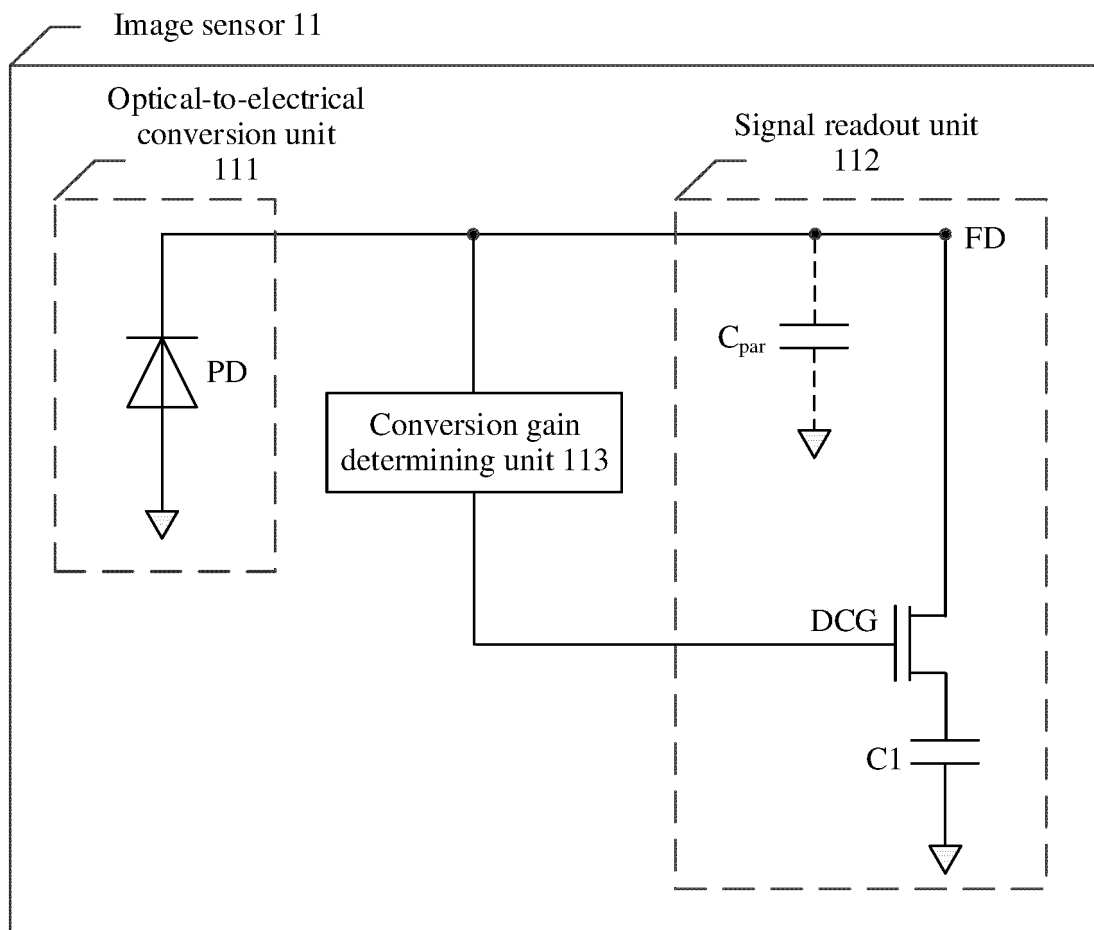 Image sensor 11
Optical-to-electrical
conversion unit
111
Signal readout unit
112
FD
Cpar
PD
Conversion gain
determining unit 113
DCG
C1